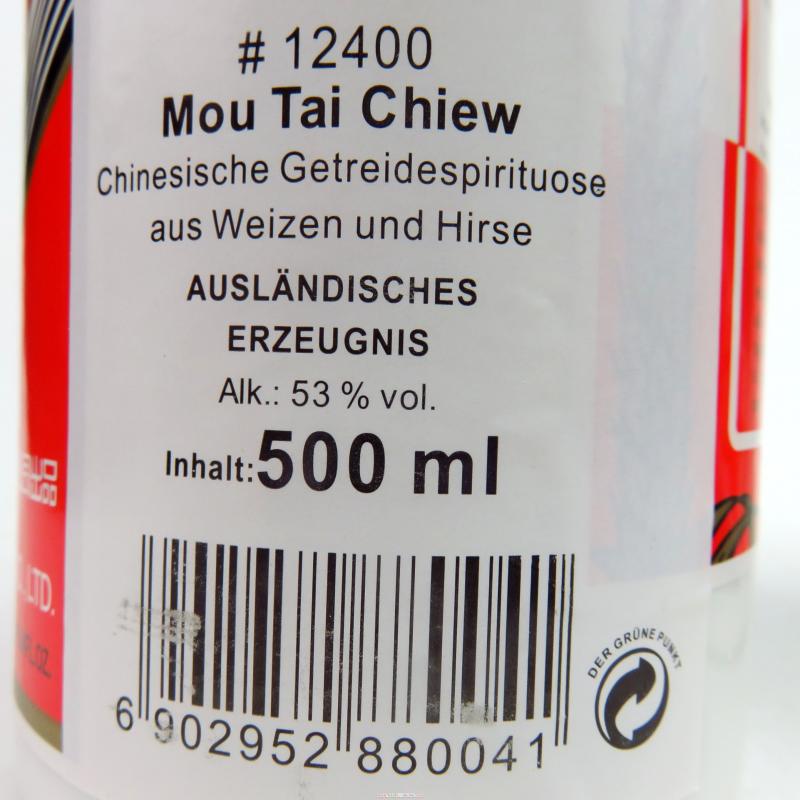 # 12400
Mou Tai Chiew
Chinesische Getreidespirituose
aus Weizen und Hirse
AUSLÄNDISCHES
ERZEUGNIS
Alk.: 53 % vol.
Inhalt: 500 ml
6 902952 880041
DER GRÜNE PUNKT
LTD.